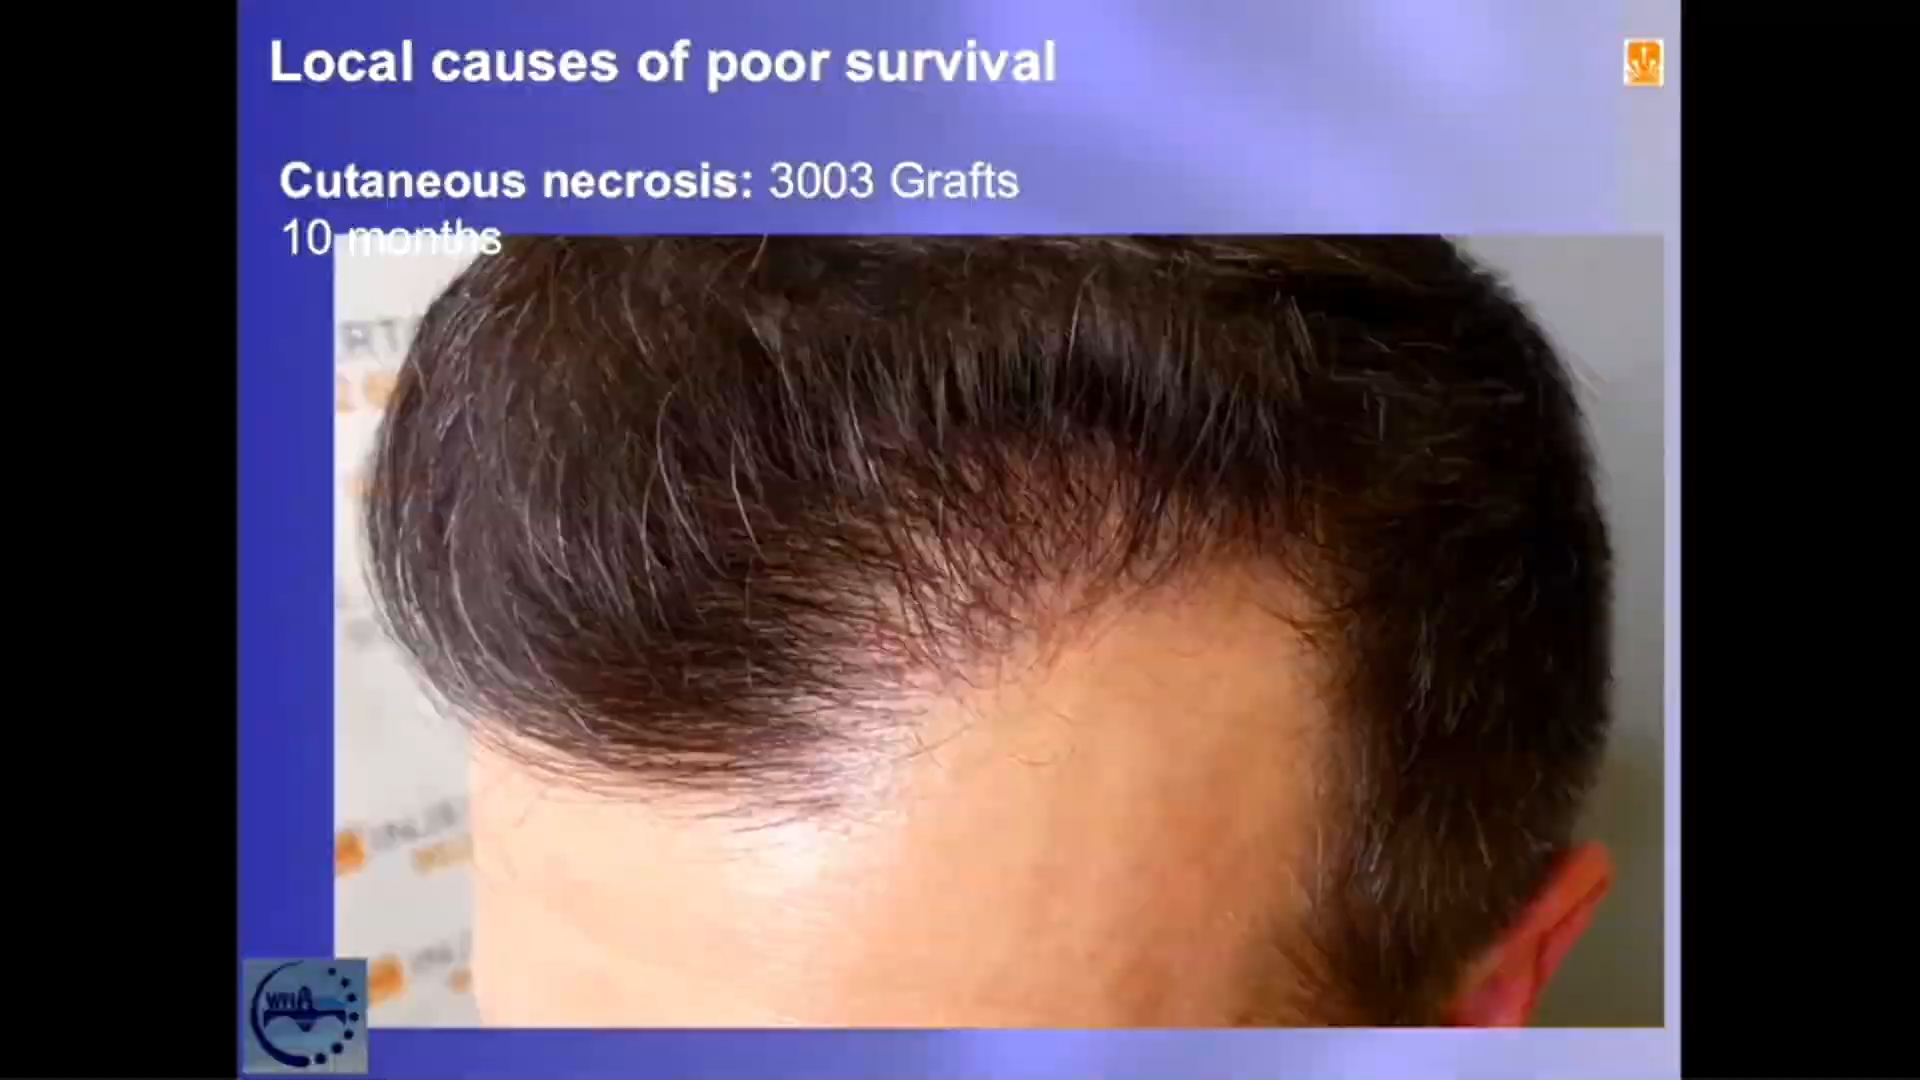 Local causes of poor survival
Cutaneous necrosis: 3003 Grafts
10 months